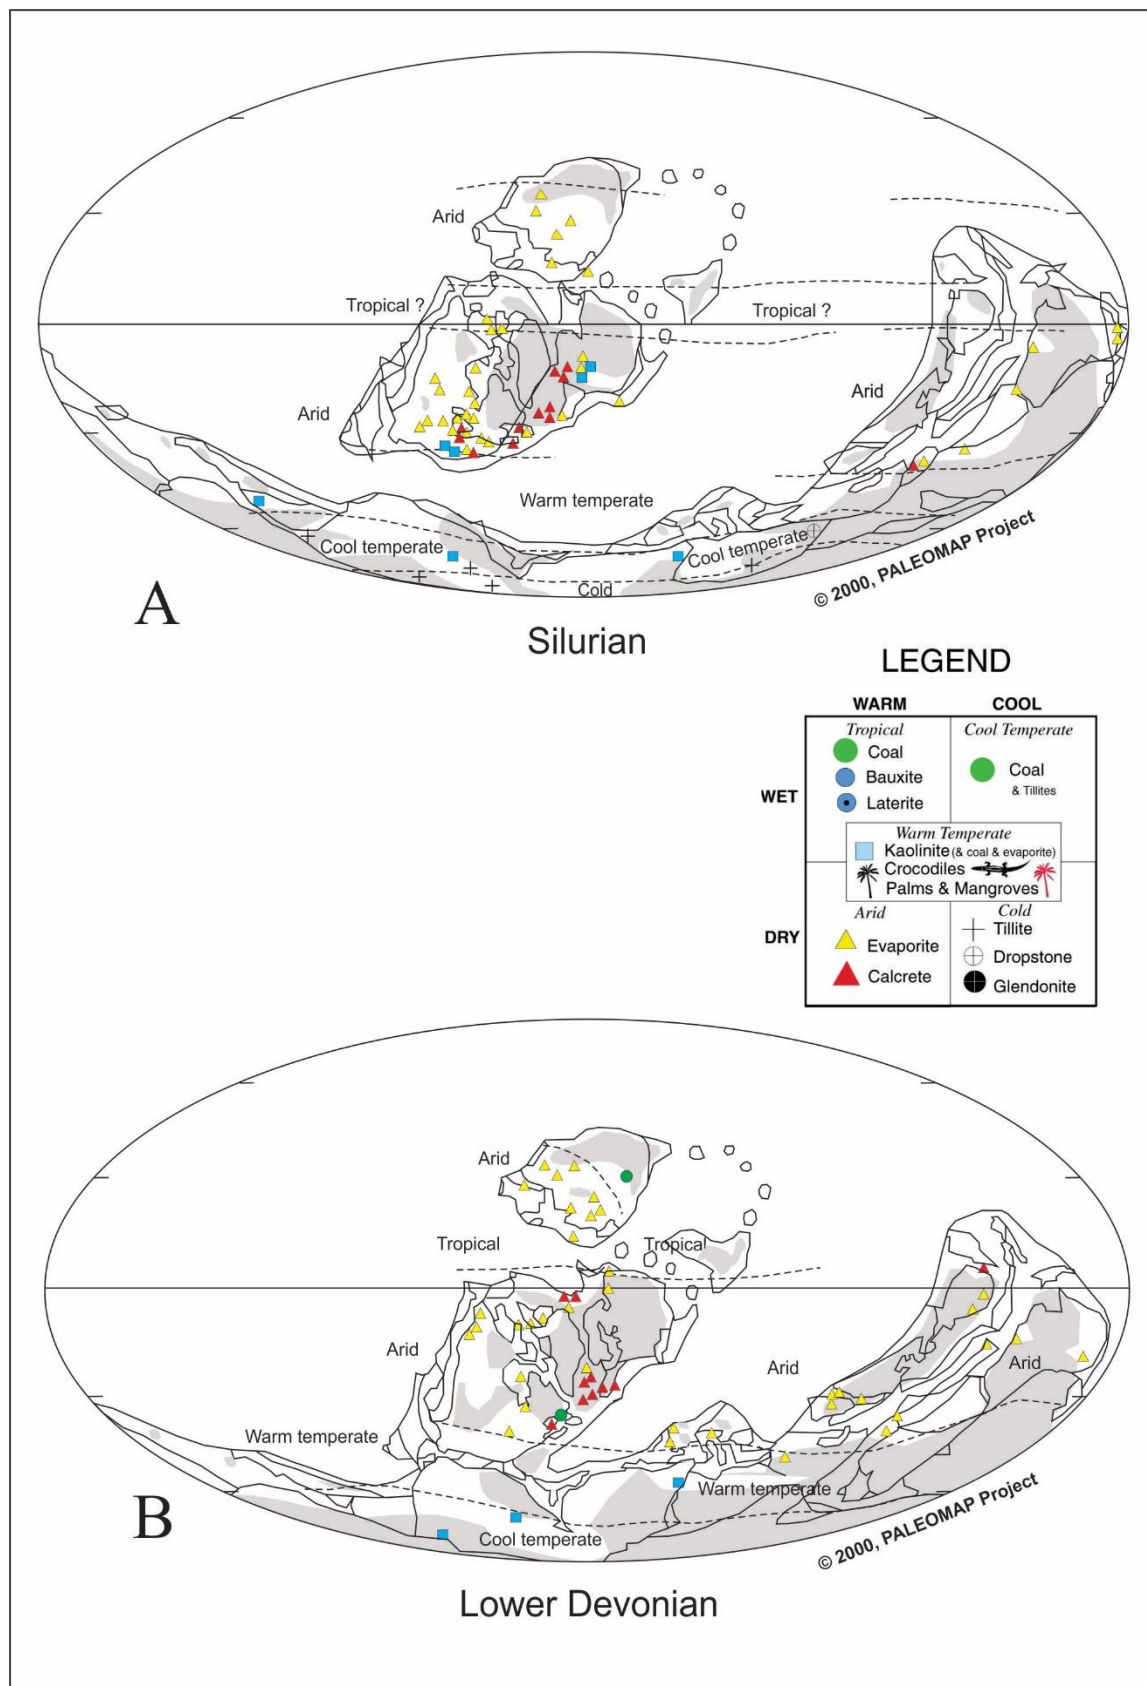 Arid
Tropical ?
Tropical ?
Arid
Arid
Warm temperate
Cool temperate
Cool temperate
Cold
© 2000, PALEOMAP Project
A
Silurian
LEGEND
WARM
COOL
WET
DRY
Tropical
Coal
Bauxite
Laterite
Cool Temperate
Coal
& Tillites
Warm Temperate
Kaolinite (& coal & evaporite)
Crocodiles
Palms & Mangroves
Arid
Evaporite
Calcrete
Cold
Tillite
Dropstone
Glendonite
Arid
Tropical
Tropical
Arid
Arid
Arid
Warm temperate
Warm temperate
Cool temperate
© 2000, PALEOMAP Project
B
Lower Devonian